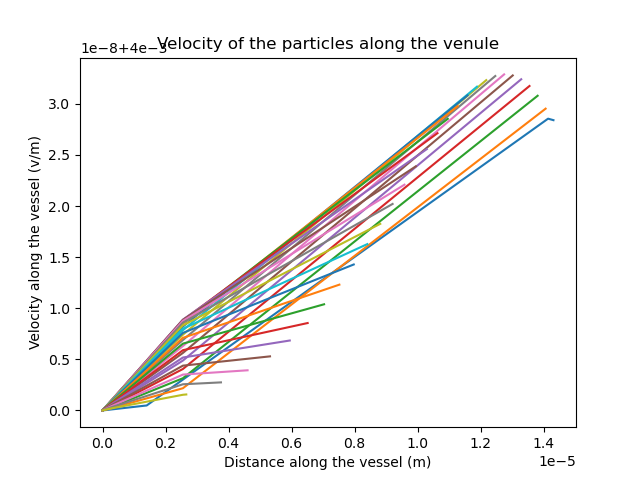 Velocity of the particles along the venule
1e−8+4e−3
3.0
2.5
2.0
1.5
1.0
0.5
0.0
Velocity along the vessel (v/m)
0.0 0.2 0.4 0.6 0.8 1.0 1.2 1.4
1e−5
Distance along the vessel (m)